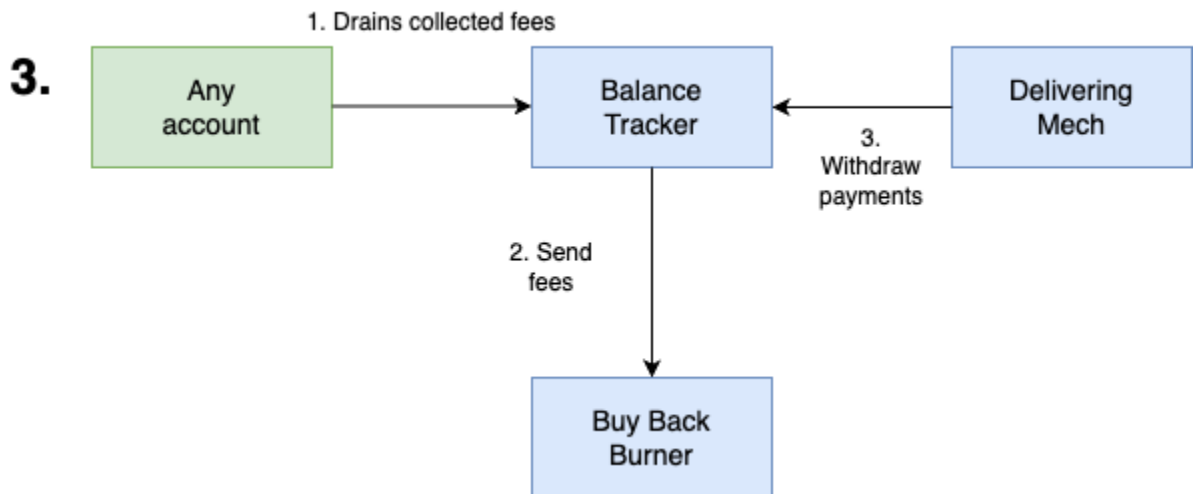 1. Drains collected fees
3.
Any
account
Balance
Tracker
Delivering
Mech
3.
Withdraw
payments
2. Send
fees
Buy Back
Burner